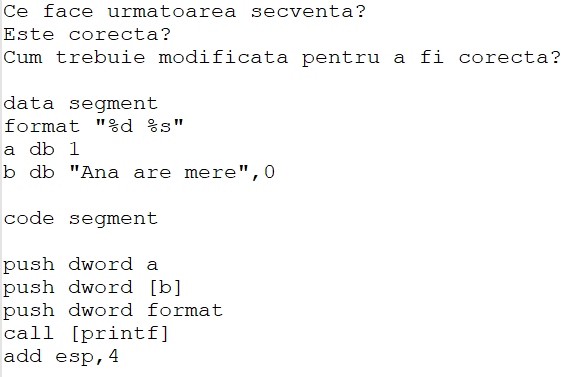 Ce face urmatoarea secventa?
Este corecta?
Cum trebuie modificata pentru a fi corecta?
data segment
format "%d %s"
a db 1
b db "Ana are mere",0
code segment
push dword a
push dword [b]
push dword format
call [printf]
add esp,4